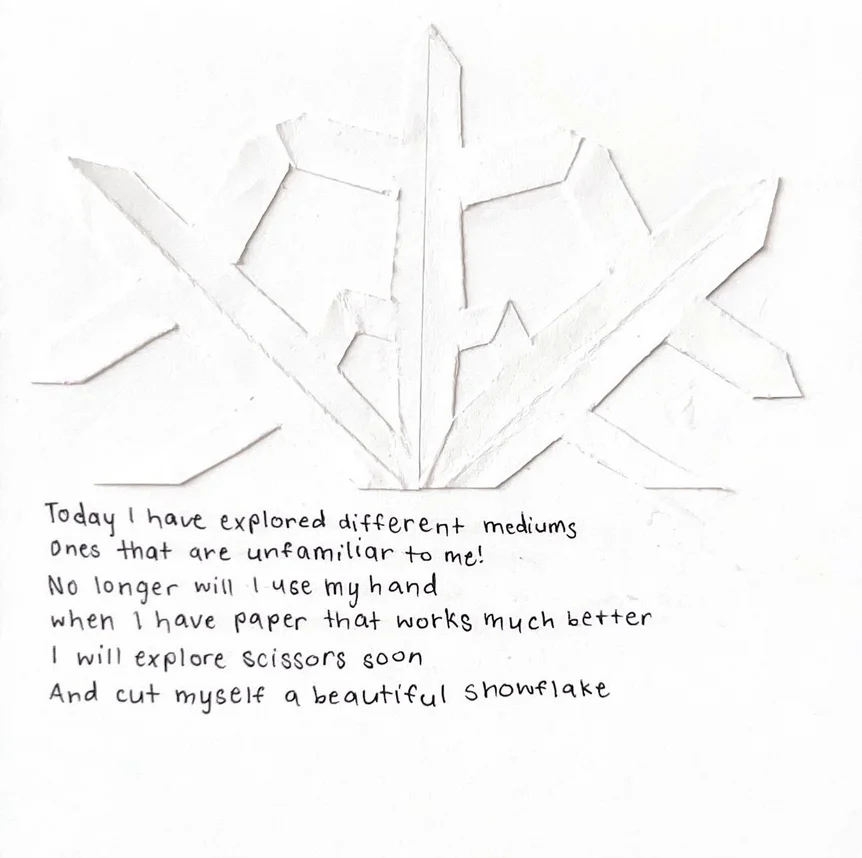 Today I have explored different mediums
Ones that are unfamiliar to me!
No longer will I use my hand
when I have paper that works much better
I will explore scissors soon
And cut myself a beautiful snowflake